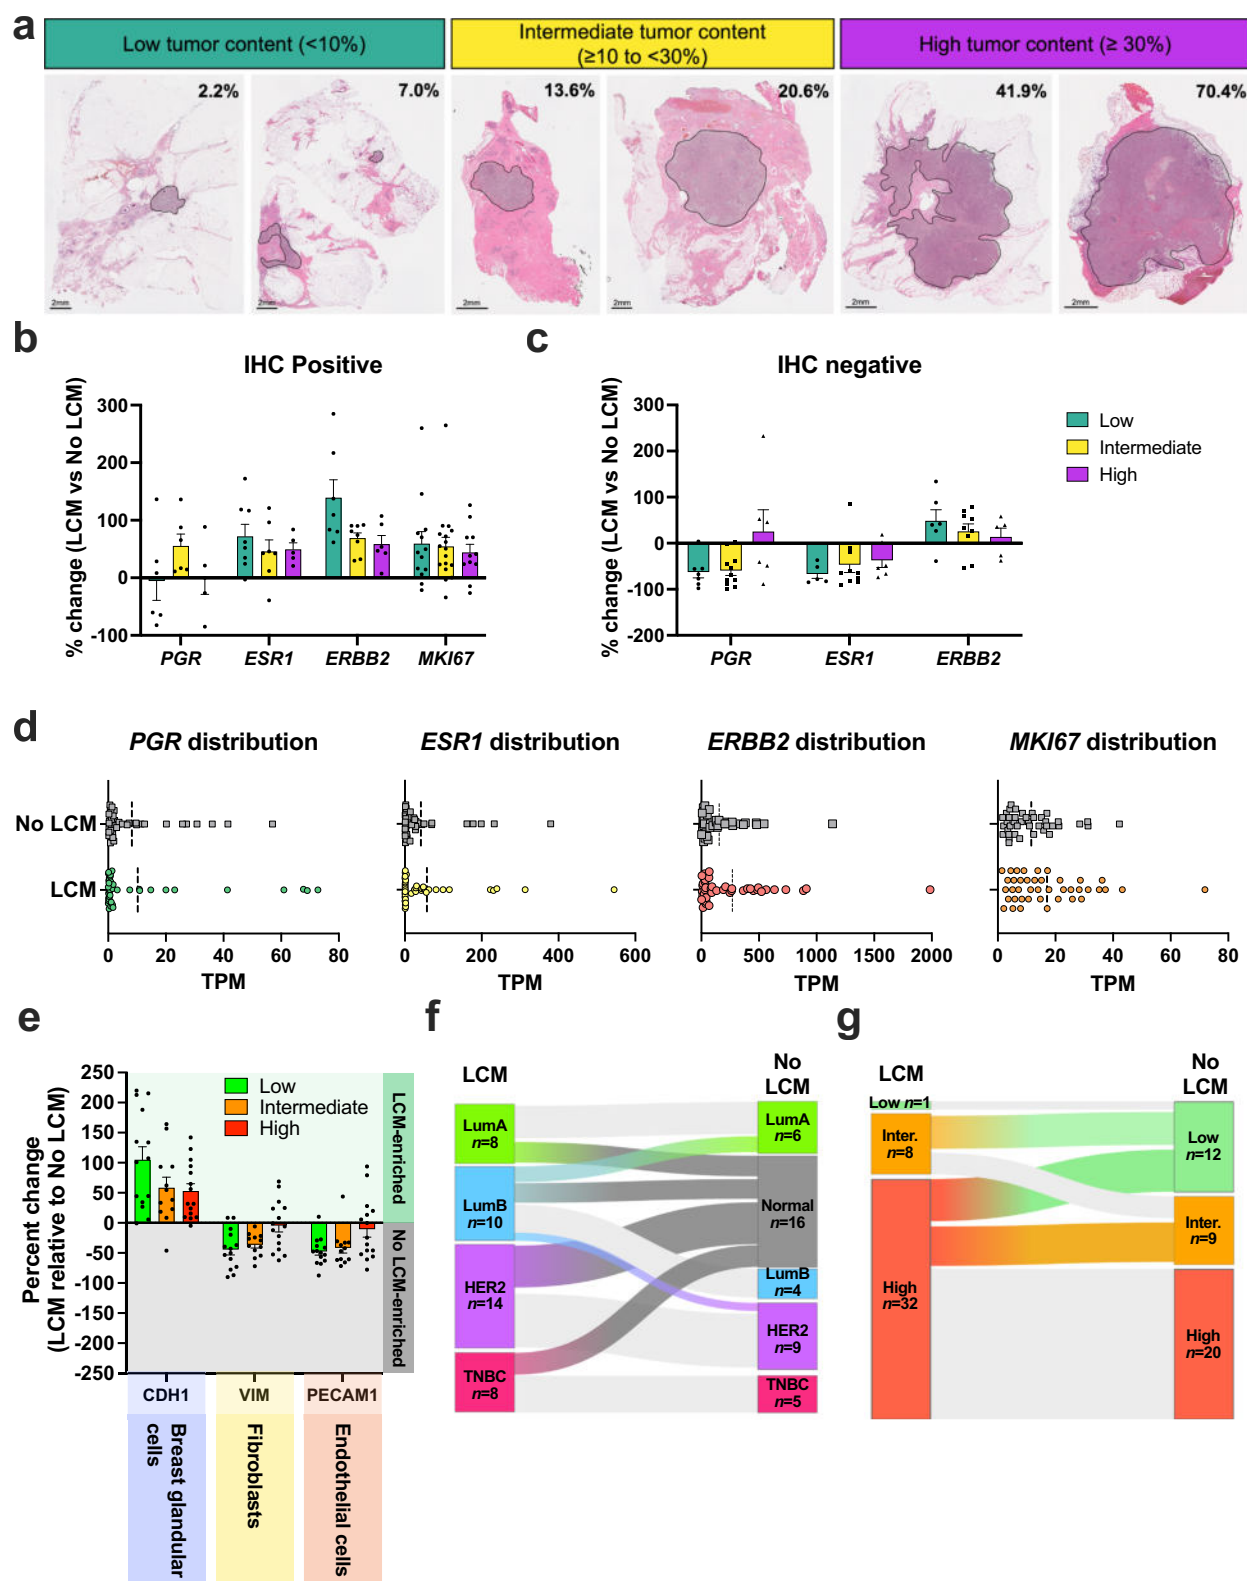 a
Low tumor content (<10%)
Intermediate tumor content
(≥10 to <30%)
High tumor content (≥ 30%)
2.2%
7.0%
13.6%
20.6%
41.9%
70.4%
2mm
2mm
2mm
2mm
2mm
2mm
b
IHC Positive
% change (LCM vs No LCM)
300
200
100
0
-100
PGR
ESR1
ERBB2
MKI67
c
IHC negative
% change (LCM vs No LCM)
300
200
100
0
-100
-200
PGR
ESR1
ERBB2
Low
Intermediate
High
d
PGR distribution
ESR1 distribution
ERBB2 distribution
MKI67 distribution
No LCM
LCM
0 20 40 60 80
TPM
0 200 400 600
TPM
0 500 1000 1500 2000
TPM
0 20 40 60 80
TPM
e
Percent change
(LCM relative to No LCM)
250
200
150
100
50
0
-50
-100
-150
-200
-250
Low
Intermediate
High
LCM-enriched
No LCM-enriched
CDH1
VIM
PECAM1
Breast glandular
cells
Fibroblasts
Endothelial cells
f
LCM
No
LCM
LumA
n=8
LumB
n=10
HER2
n=14
TNBC
n=8
LumA
n=6
Normal
n=16
LumB
n=4
HER2
n=9
TNBC
n=5
g
LCM
No
LCM
Low n=1
Inter.
n=8
High
n=32
Low
n=12
Inter.
n=9
High
n=20